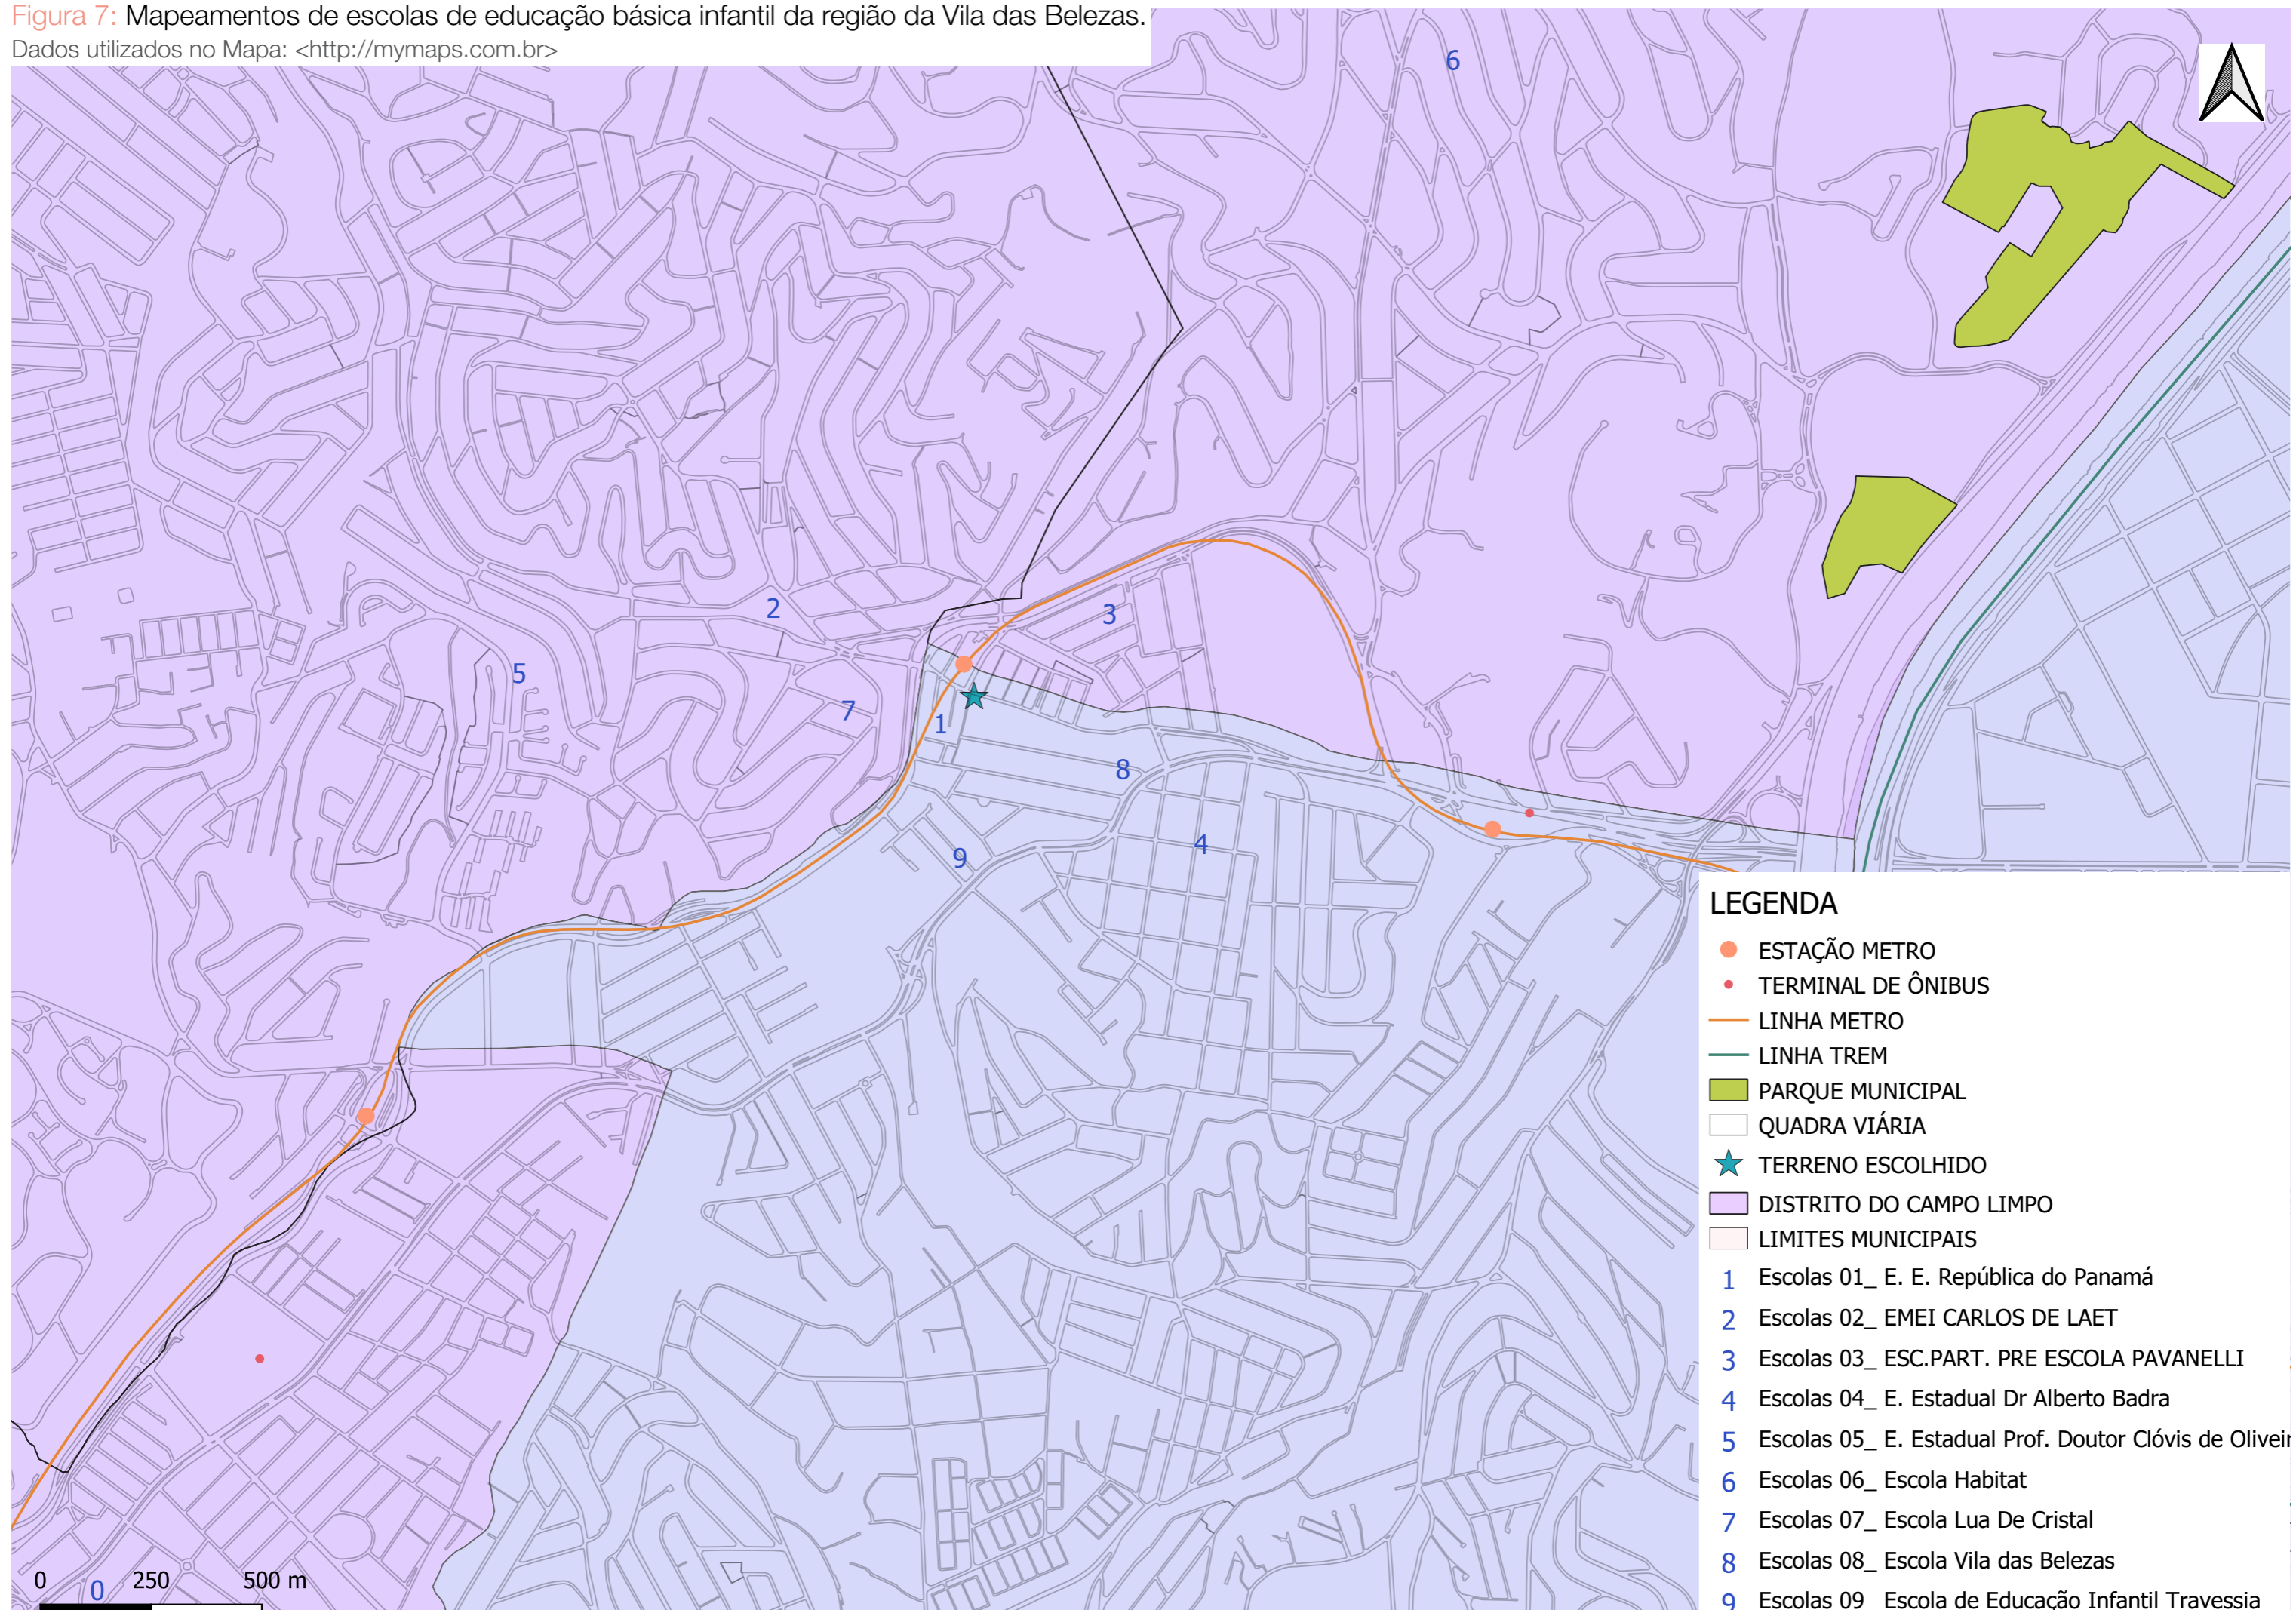 Figura 7: Mapeamentos de escolas de educação básica infantil da região da Vila das Belezas.
Dados utilizados no Mapa: <http://mymaps.com.br>
6
2
3
5
7
1
8
4
9
LEGENDA
ESTAÇÃO METRO
TERMINAL DE ÔNIBUS
LINHA METRO
LINHA TREM
PARQUE MUNICIPAL
QUADRA VIÁRIA
TERRENO ESCOLHIDO
DISTRITO DO CAMPO LIMPO
LIMITES MUNICIPAIS
1 Escolas 01_ E. E. República do Panamá
2 Escolas 02_ EMEI CARLOS DE LAET
3 Escolas 03_ ESC.PART. PRE ESCOLA PAVANELLI
4 Escolas 04_ E. Estadual Dr Alberto Badra
5 Escolas 05_ E. Estadual Prof. Doutor Clóvis de Oliveir
6 Escolas 06_ Escola Habitat
7 Escolas 07_ Escola Lua De Cristal
8 Escolas 08_ Escola Vila das Belezas
9 Escolas 09_ Escola de Educação Infantil Travessia
0 250 500 m
0